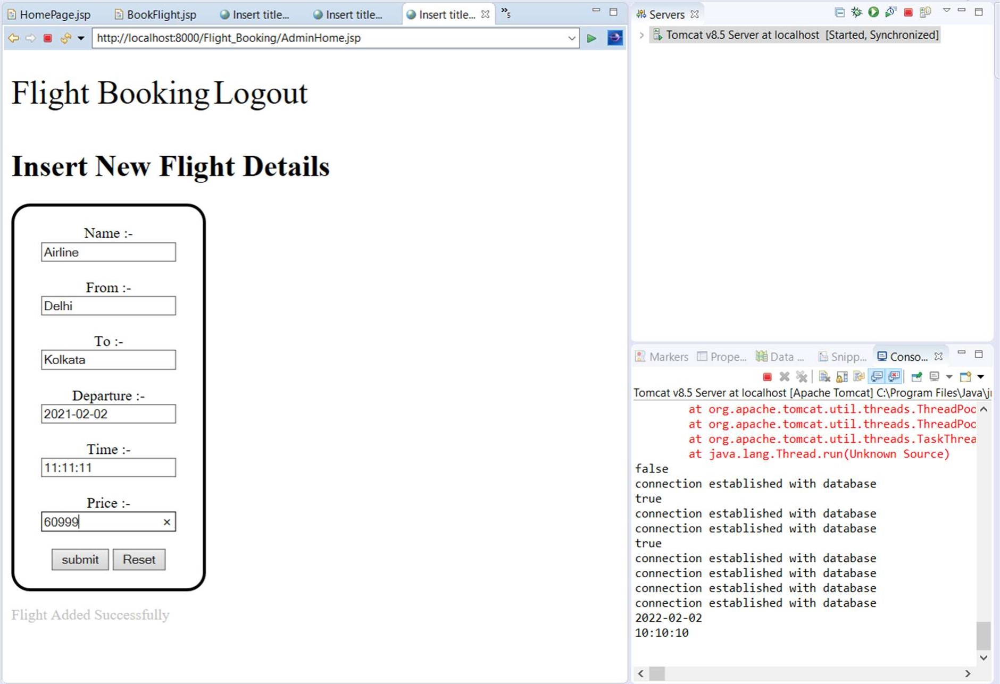 HomePage.jsp BookFlight.jsp Insert title... Insert title... Insert title... »5
http://localhost:8000/Flight_Booking/AdminHome.jsp
Flight Booking Logout
Insert New Flight Details
Name :-
Airline
From :-
Delhi
To :-
Kolkata
Departure :-
2021-02-02
Time :-
11:11:11
Price :-
60999
submit Reset
Flight Added Successfully
Servers
Tomcat v8.5 Server at localhost [Started, Synchronized]
Markers Prope... Data ... Snipp... Conso...
Tomcat v8.5 Server at localhost [Apache Tomcat] C:\Program Files\Java\j
at org.apache.tomcat.util.threads.ThreadPoo
at org.apache.tomcat.util.threads.ThreadPoo
at org.apache.tomcat.util.threads.TaskThrea
at java.lang.Thread.run(Unknown Source)
false
connection established with database
true
connection established with database
connection established with database
true
connection established with database
connection established with database
connection established with database
connection established with database
2022-02-02
10:10:10